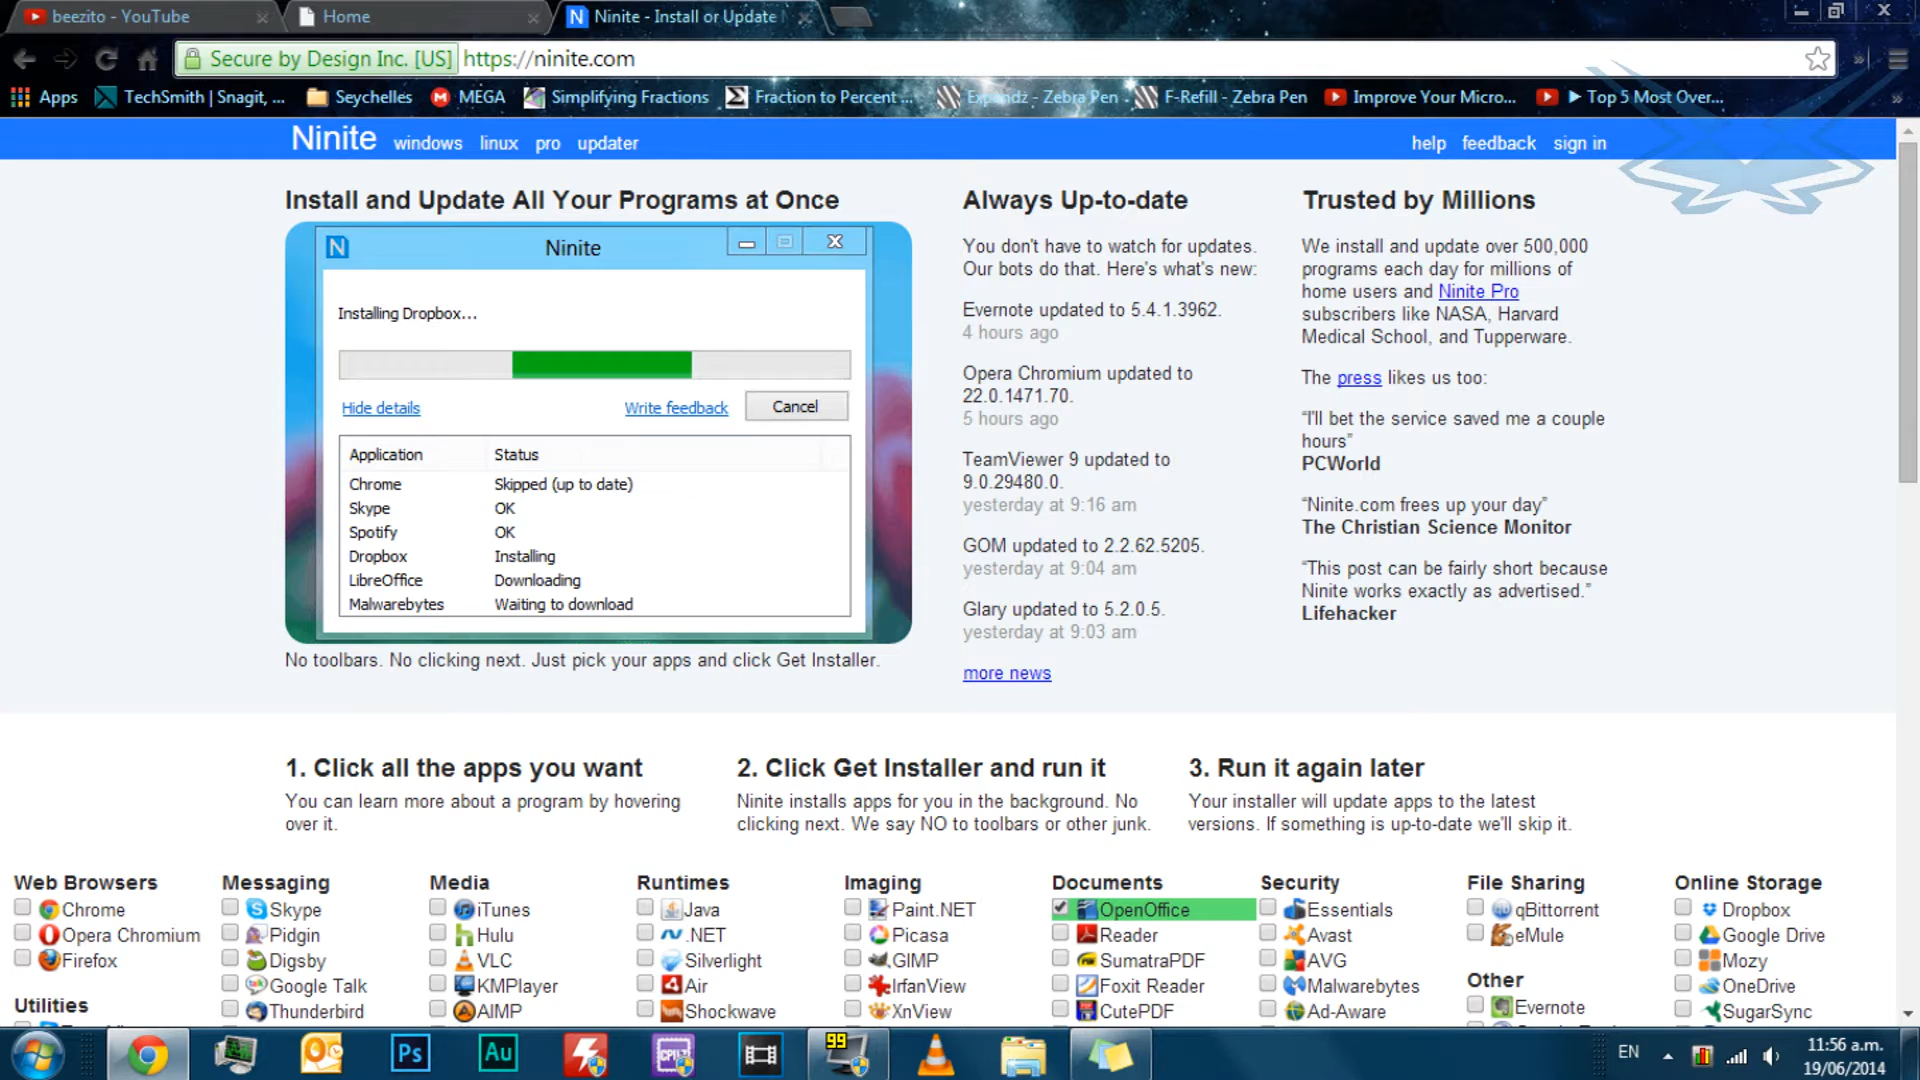 beezito - YouTube
Home
Ninite - Install or Update
Secure by Design Inc. [US] https://ninite.com
Apps TechSmith | Snagit, ... Seychelles MEGA Simplifying Fractions Fraction to Percent ... Expandz - Zebra Pen F-Refill - Zebra Pen Improve Your Micro... ► Top 5 Most Over...
Ninite windows linux pro updater help feedback sign in
Install and Update All Your Programs at Once
Ninite
Installing Dropbox...
Hide details Write feedback Cancel
Application Status
Chrome Skipped (up to date)
Skype OK
Spotify OK
Dropbox Installing
LibreOffice Downloading
Malwarebytes Waiting to download
No toolbars. No clicking next. Just pick your apps and click Get Installer.
Always Up-to-date
You don't have to watch for updates.
Our bots do that. Here's what's new:
Evernote updated to 5.4.1.3962.
4 hours ago
Opera Chromium updated to
22.0.1471.70.
5 hours ago
TeamViewer 9 updated to
9.0.29480.0.
yesterday at 9:16 am
GOM updated to 2.2.62.5205.
yesterday at 9:04 am
Glary updated to 5.2.0.5.
yesterday at 9:03 am
more news
Trusted by Millions
We install and update over 500,000
programs each day for millions of
home users and Ninite Pro
subscribers like NASA, Harvard
Medical School, and Tupperware.
The press likes us too:
“I'll bet the service saved me a couple
hours”
PCWorld
“Ninite.com frees up your day”
The Christian Science Monitor
“This post can be fairly short because
Ninite works exactly as advertised.”
Lifehacker
1. Click all the apps you want
You can learn more about a program by hovering
over it.
2. Click Get Installer and run it
Ninite installs apps for you in the background. No
clicking next. We say NO to toolbars or other junk.
3. Run it again later
Your installer will update apps to the latest
versions. If something is up-to-date we'll skip it.
Web Browsers
Chrome
Opera Chromium
Firefox
Utilities
Messaging
Skype
Pidgin
Digsby
Google Talk
Thunderbird
Media
iTunes
Hulu
VLC
KMPlayer
AIMP
Runtimes
Java
.NET
Silverlight
Air
Shockwave
Imaging
Paint.NET
Picasa
GIMP
IrfanView
XnView
Documents
OpenOffice
Reader
SumatraPDF
Foxit Reader
CutePDF
Security
Essentials
Avast
AVG
Malwarebytes
Ad-Aware
File Sharing
qBittorrent
eMule
Other
Evernote
Online Storage
Dropbox
Google Drive
Mozy
OneDrive
SugarSync
Ps
Au
99
EN
11:56 a.m.
19/06/2014